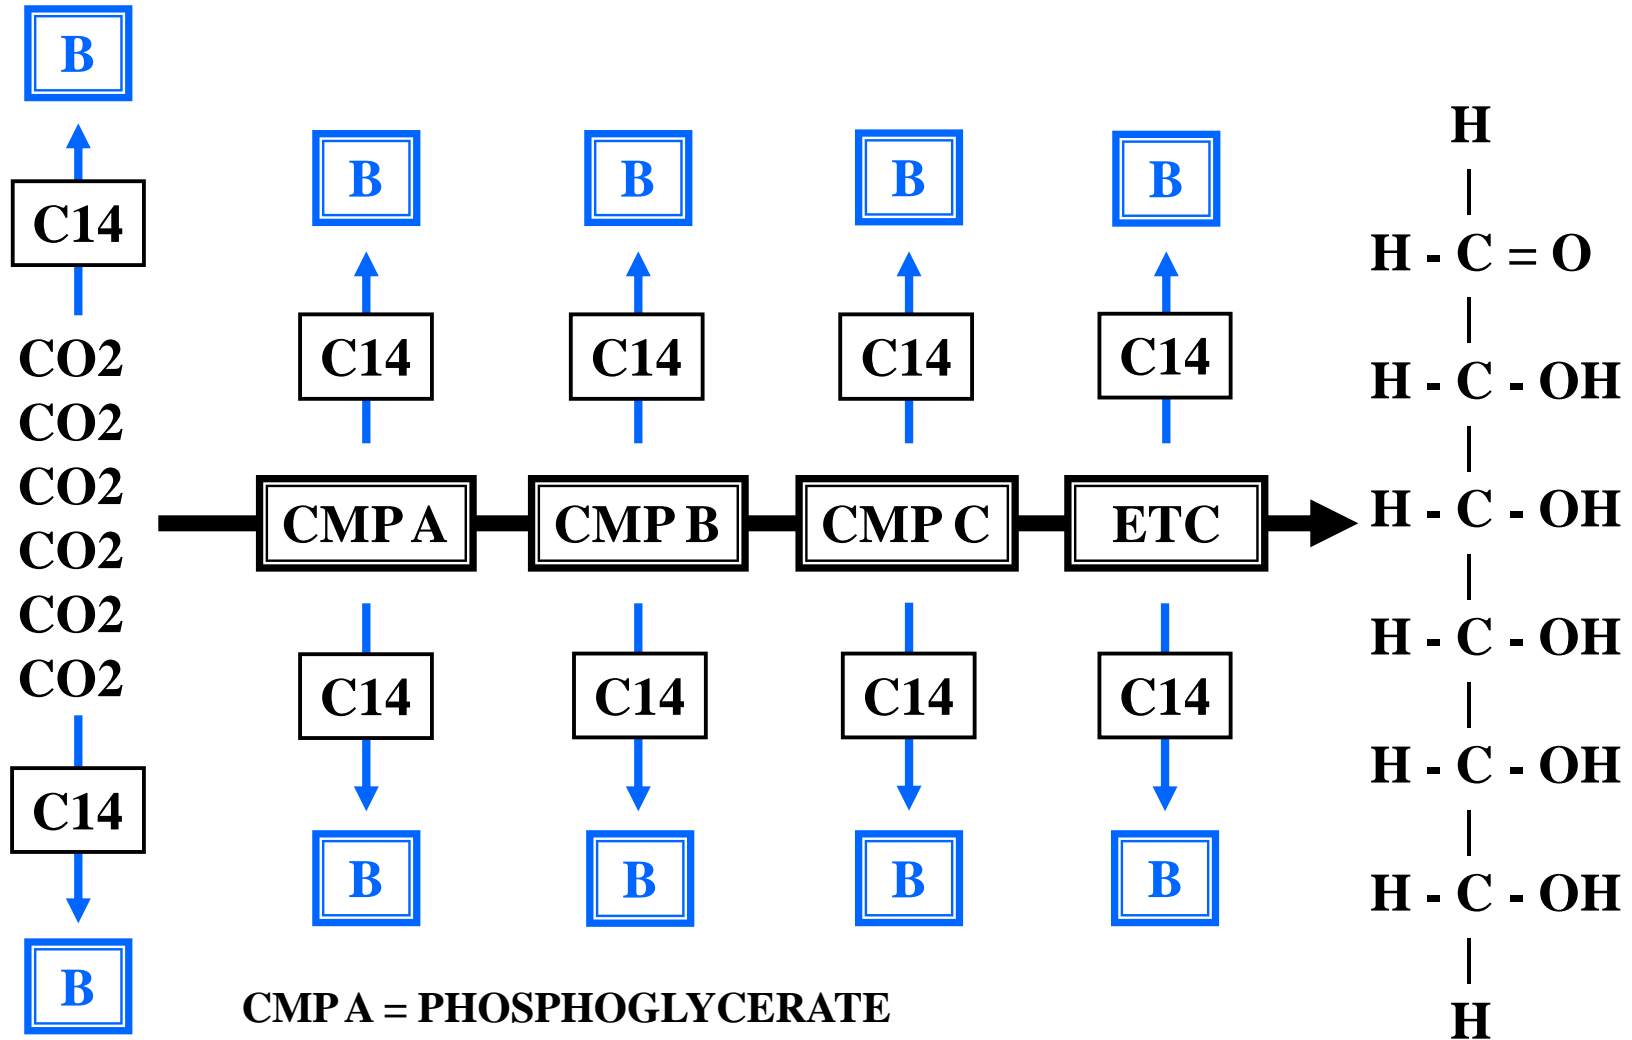 B
C14
CO2
CO2
CO2
CO2
CO2
CO2
C14
B
B B B B
C14 C14 C14 C14
CMP A CMP B CMP C ETC
C14 C14 C14 C14
B B B B
CMP A = PHOSPHOGLYCERATE
H
H - C = O
H - C - OH
H - C - OH
H - C - OH
H - C - OH
H - C - OH
H